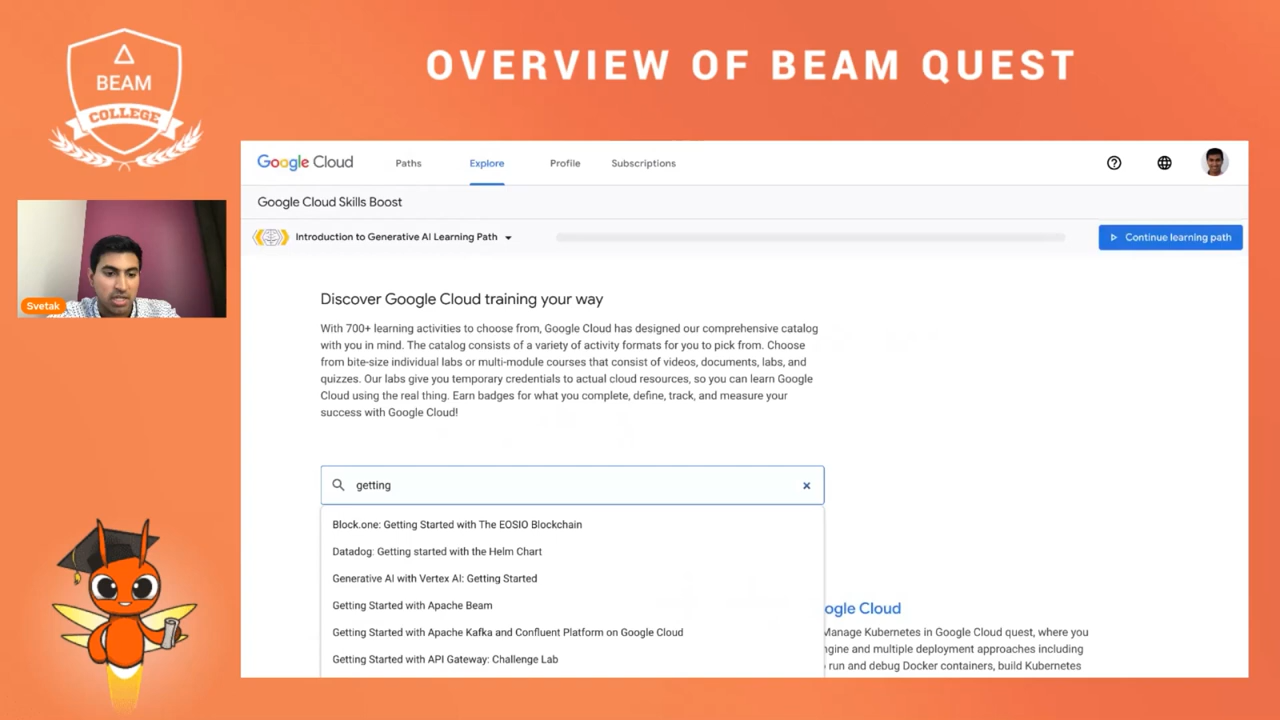 OVERVIEW OF BEAM QUEST
BEAM
COLLEGE
Svetak
Google Cloud
Paths
Explore
Profile
Subscriptions
Google Cloud Skills Boost
Introduction to Generative AI Learning Path
Continue learning path
Discover Google Cloud training your way
With 700+ learning activities to choose from, Google Cloud has designed our comprehensive catalog
with you in mind. The catalog consists of a variety of activity formats for you to pick from. Choose
from bite-size individual labs or multi-module courses that consist of videos, documents, labs, and
quizzes. Our labs give you temporary credentials to actual cloud resources, so you can learn Google
Cloud using the real thing. Earn badges for what you complete, define, track, and measure your
success with Google Cloud!
getting
Block.one: Getting Started with The EOSIO Blockchain
Datadog: Getting started with the Helm Chart
Generative AI with Vertex AI: Getting Started
Getting Started with Apache Beam
Getting Started with Apache Kafka and Confluent Platform on Google Cloud
Getting Started with API Gateway: Challenge Lab
ogle Cloud
Manage Kubernetes in Google Cloud quest, where you
ngine and multiple deployment approaches including
run and debug Docker containers, build Kubernetes